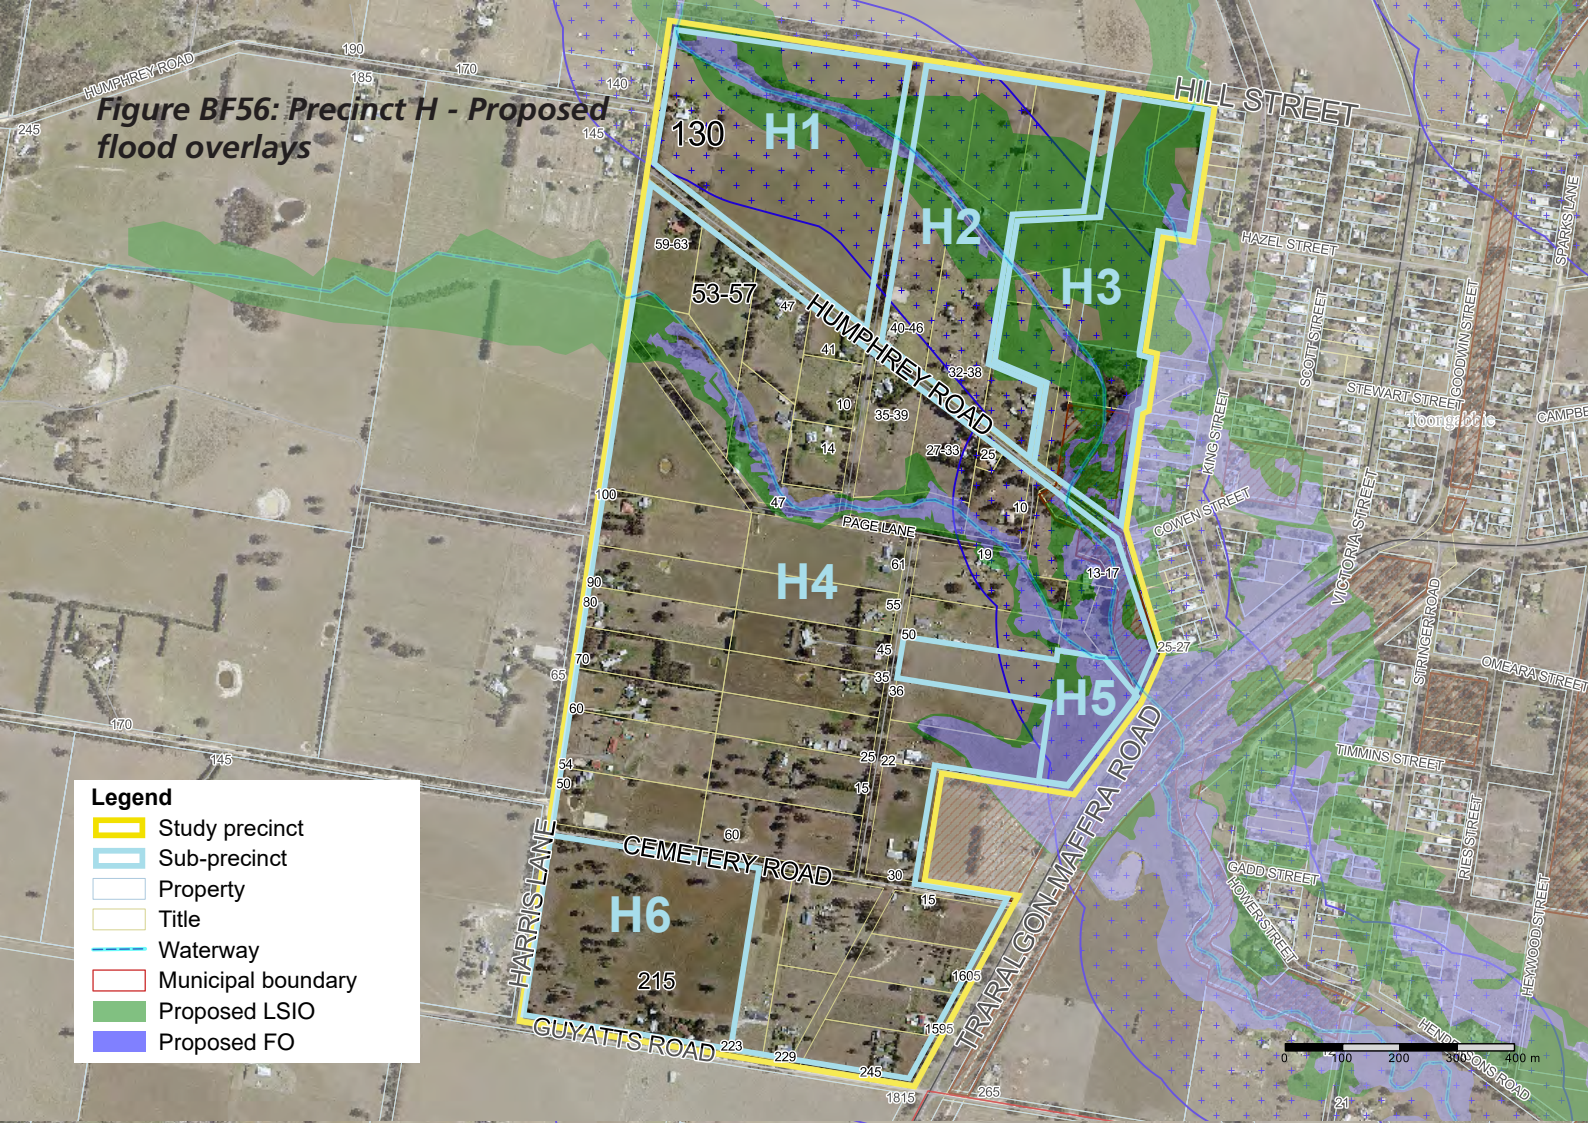 HUMPHREY ROAD
190
170
185
140
245
145
Figure BF56: Precinct H - Proposed
flood overlays
HILL STREET
130
H1
H2
H3
SPARKS LANE
HAZEL STREET
59-63
53-57
47
HUMPHREY ROAD
40-46
41
32-38
10
35-39
14
27-33
25
SCOTT STREET
GOODWIN STREET
STEWART STREET
Toongabbie
KING STREET
100
47
PAGE LANE
10
COWEN STREET
VICTORIA STREET
19
61
13-17
H4
90
80
55
50
45
25-27
STRINGER ROAD
OMEARA STREET
70
65
35
36
H5
60
170
145
54
50
25
22
15
TIMMINS STREET
60
CEMETERY ROAD
30
15
GADD STREET
HOWER STREET
RIES STREET
HEYWOOD STREET
HARRIS LANE
H6
215
1605
1595
TRARALGON-MAFFRA ROAD
GUYATTS ROAD
223
229
245
1815
265
HENDERSONS ROAD
21
Legend
Study precinct
Sub-precinct
Property
Title
Waterway
Municipal boundary
Proposed LSIO
Proposed FO
0 100 200 300 400 m